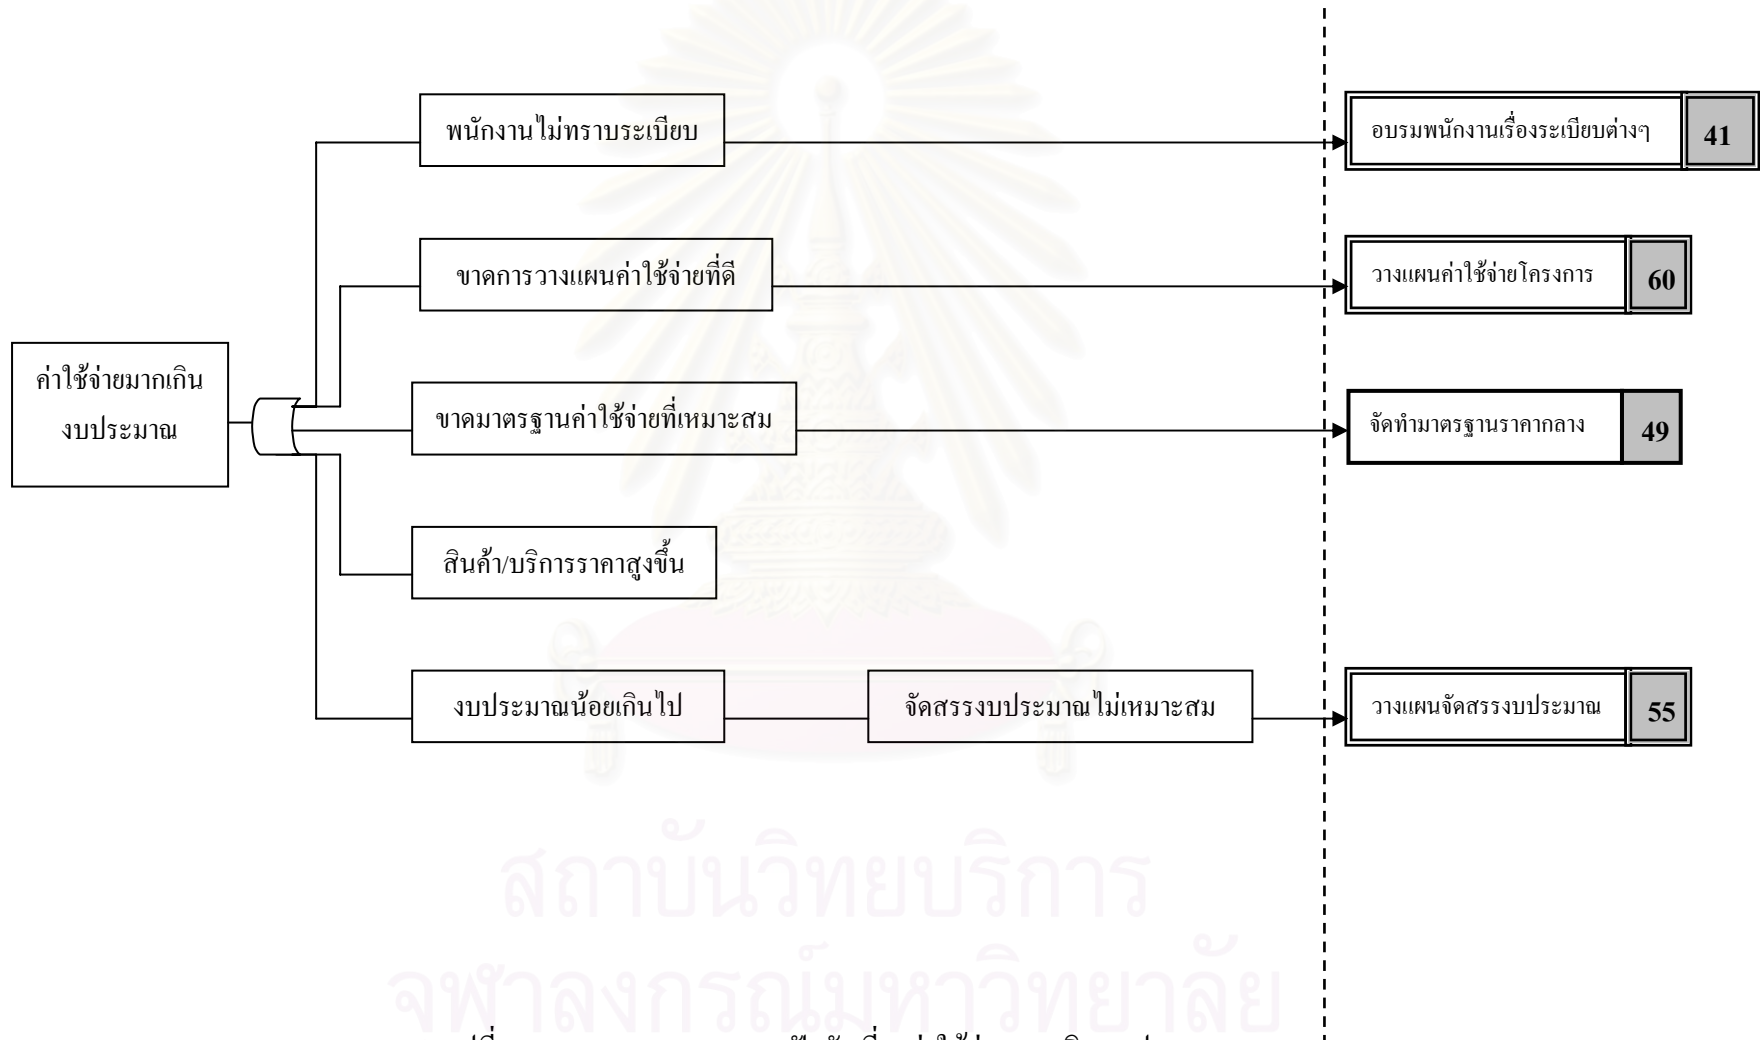 พนักงานไม่ทราบระเบียบ
อบรมพนักงานเรื่องระเบียบต่างๆ
41
ขาดการวางแผนค่าใช้จ่ายที่ดี
วางแผนค่าใช้จ่ายโครงการ
60
ค่าใช้จ่ายมากเกิน
งบประมาณ
ขาดมาตรฐานค่าใช้จ่ายที่เหมาะสม
จัดทำมาตรฐานราคากลาง
49
สินค้า/บริการราคาสูงขึ้น
งบประมาณน้อยเกินไป
จัดสรรงบประมาณไม่เหมาะสม
วางแผนจัดสรรงบประมาณ
55
สถาบันวิทยบริการ
จุฬาลงกรณ์มหาวิทยาลัย